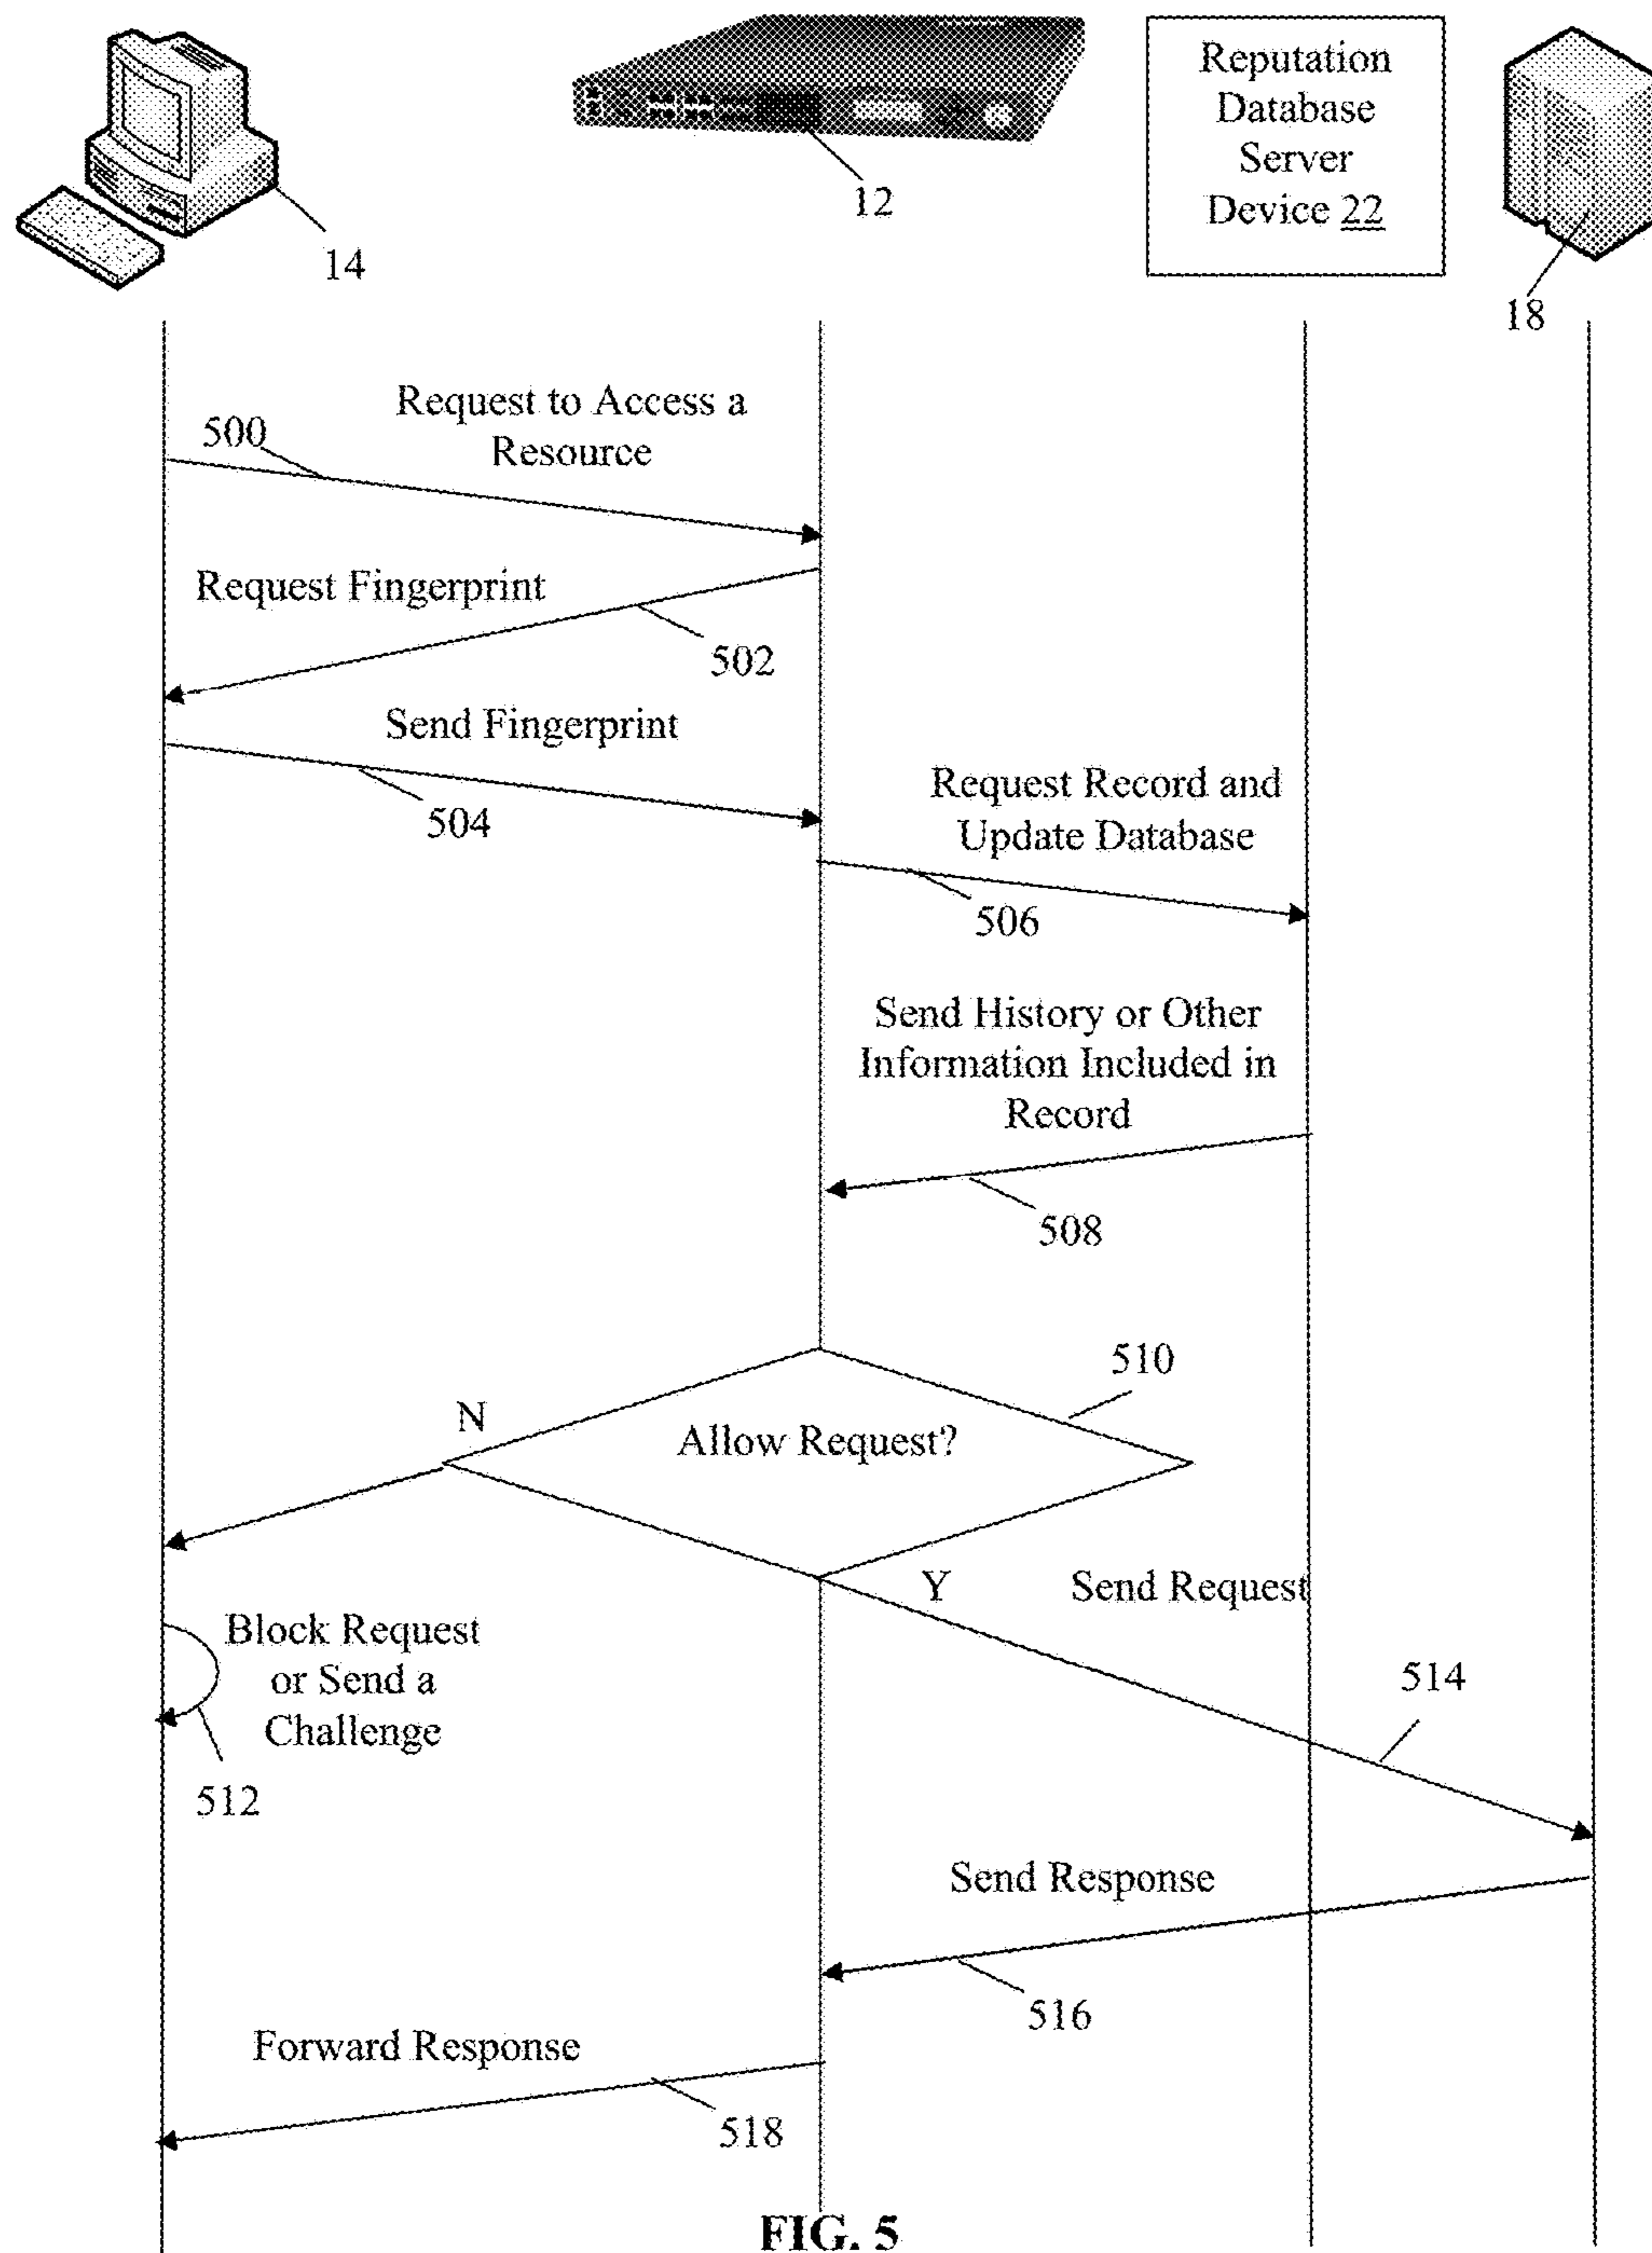 Reputation
Database
Server
Device 22
12
14
18
Request to Access a
Resource
500
Request Fingerprint
502
Send Fingerprint
504
Request Record and
Update Database
506
Send History or Other
Information Included in
Record
508
510
N
Allow Request?
Y
Send Request
Block Request
or Send a
Challenge
512
514
Send Response
516
Forward Response
518
FIG. 5